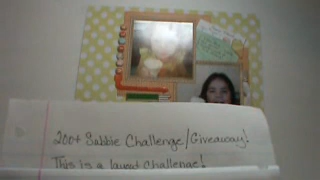 200+ Subbie Challenge/Giveaway!
This is a layout challenge!